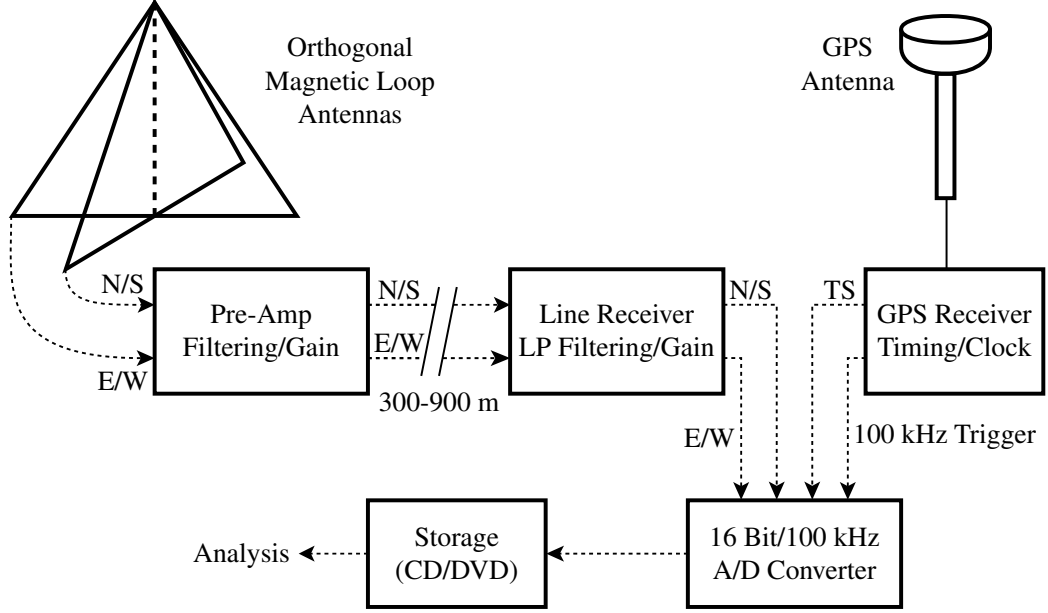 Orthogonal
Magnetic Loop
Antennas
GPS
Antenna
N/S
E/W
Pre-Amp
Filtering/Gain
N/S
E/W
300-900 m
Line Receiver
LP Filtering/Gain
N/S
E/W
TS
GPS Receiver
Timing/Clock
100 kHz Trigger
16 Bit/100 kHz
A/D Converter
Storage
(CD/DVD)
Analysis